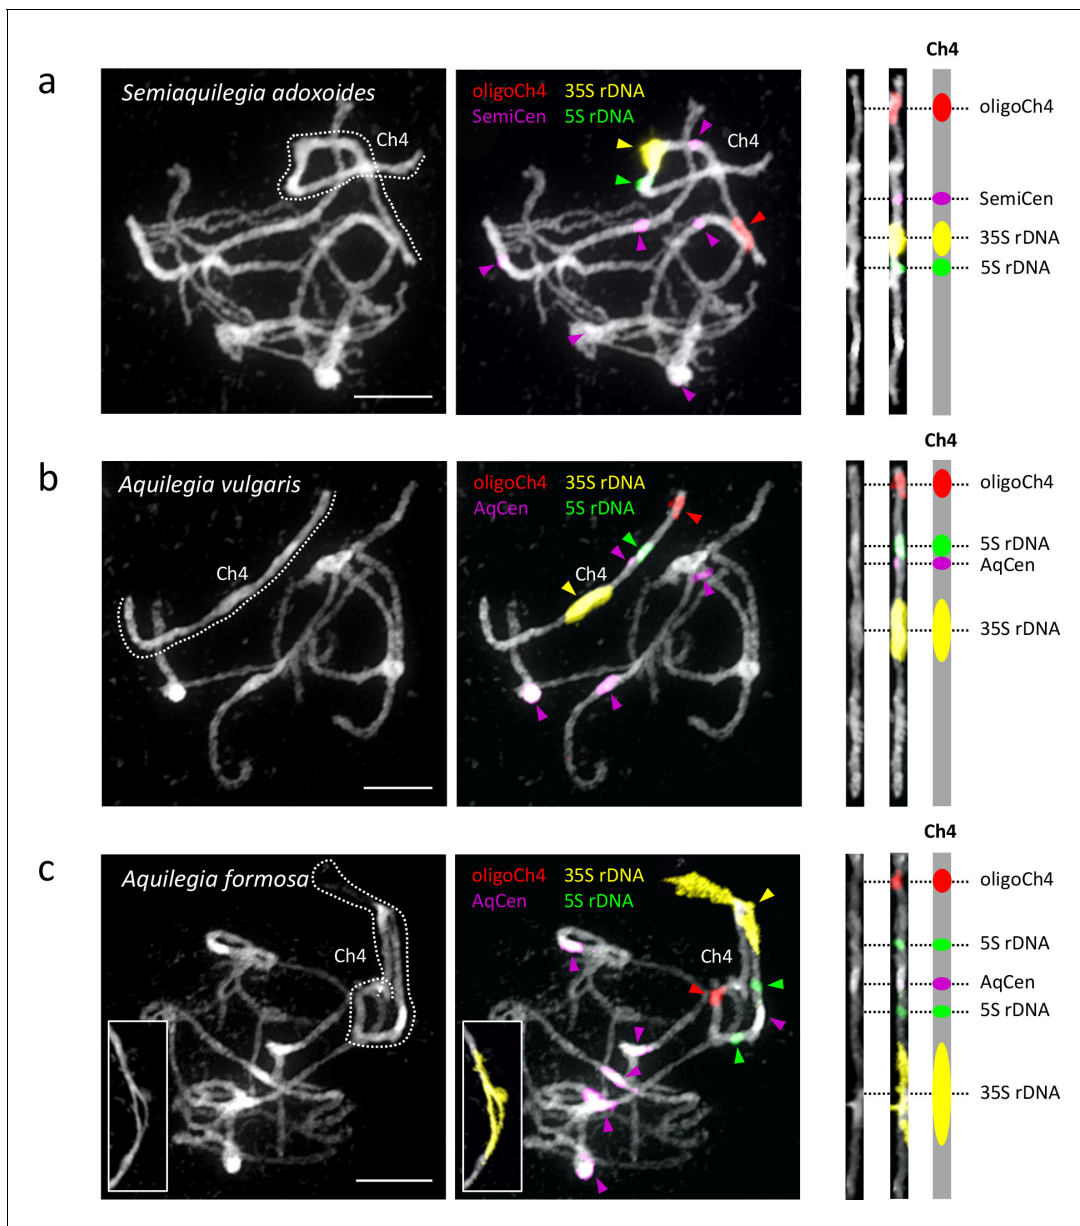 Ch4
a
Semiaquilegia adoxoides
oligoCh4 35S rDNA
SemiCen 5S rDNA
Ch4
Ch4
oligoCh4
SemiCen
35S rDNA
5S rDNA
Ch4
b
Aquilegia vulgaris
oligoCh4 35S rDNA
AqCen 5S rDNA
Ch4
Ch4
oligoCh4
5S rDNA
AqCen
35S rDNA
Ch4
c
Aquilegia formosa
oligoCh4 35S rDNA
AqCen 5S rDNA
Ch4
Ch4
oligoCh4
5S rDNA
AqCen
5S rDNA
35S rDNA